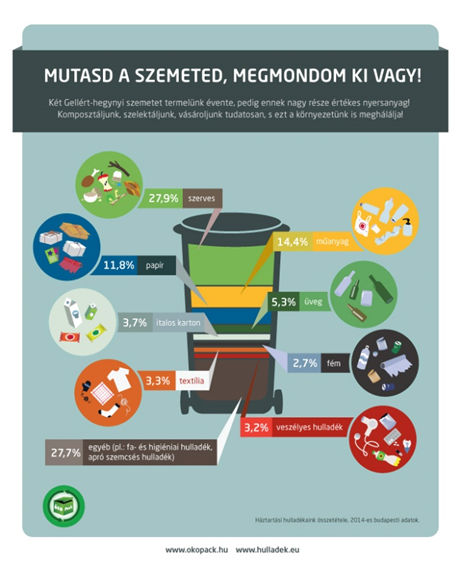 MUTASD A SZEMETED, MEGMONDOM KI VAGY!
Két Gellért-hegynyi szemetet termelünk évente, pedig ennek nagy része értékes nyersanyag!
Komposztáljunk, szelektáljunk, vásároljunk tudatosan, s ezt a környezetünk is meghálálja!
27,9% szerves
14,4% műanyag
11,8% papír
5,3% üveg
3,7% italos karton
2,7% fém
3,3% textília
3,2% veszélyes hulladék
27,7% egyéb (pl.: fa- és higiéniai hulladék,
apró szemcsés hulladék)
Háztartási hulladékaink összetétele, 2014-es budapesti adatok.
www.okopack.hu www.hulladek.eu